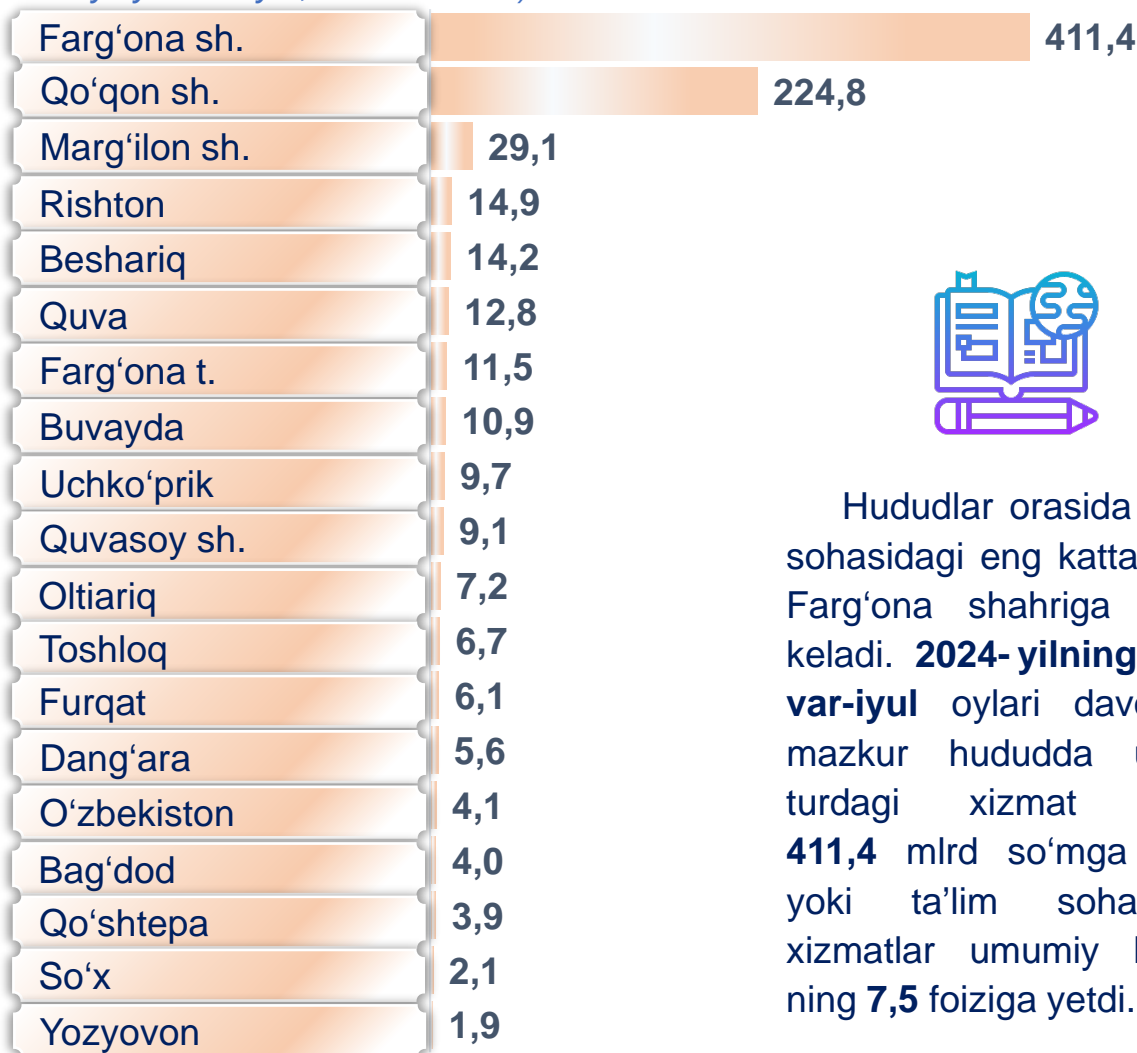 Farg‘ona sh. 411,4
Qo‘qon sh. 224,8
Marg‘ilon sh. 29,1
Rishton 14,9
Beshariq 14,2
Quva 12,8
Farg‘ona t. 11,5
Buvayda 10,9
Uchko‘prik 9,7
Quvasoy sh. 9,1
Oltiariq 7,2
Toshloq 6,7
Furqat 6,1
Dang‘ara 5,6
O‘zbekiston 4,1
Bag‘dod 4,0
Qo‘shtepa 3,9
So‘x 2,1
Yozyovon 1,9
Hududlar orasida
sohasidagi eng katta
Farg‘ona shahriga
keladi. 2024- yilning
var-iyul oylari dav
mazkur hududda
turdagi xizmat
411,4 mlrd so‘mga
yoki ta’lim soha
xizmatlar umumiy
ning 7,5 foiziga yetdi.